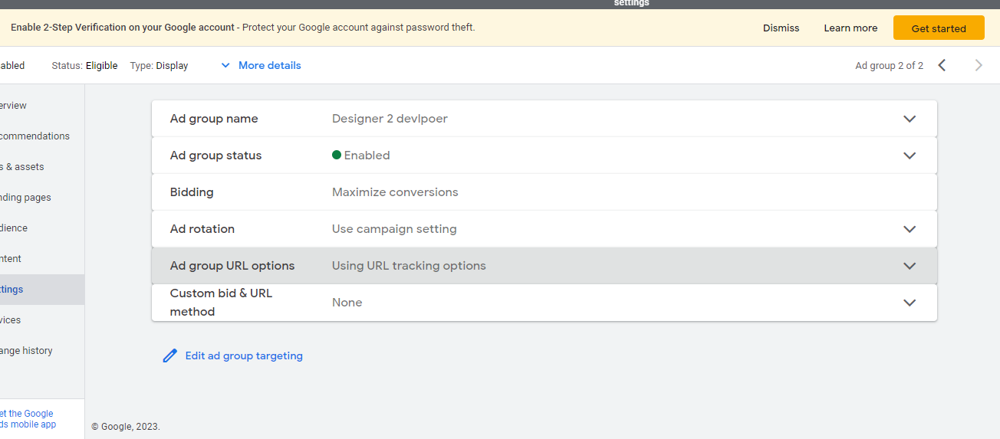 settings
Enable 2-Step Verification on your Google account - Protect your Google account against password theft. Dismiss Learn more Get started
abled Status: Eligible Type: Display More details Ad group 2 of 2
erview
commendations
s & assets
nding pages
dience
ntent
ttings
vices
ange history
et the Google
ds mobile app
Ad group name Designer 2 devlpoer
Ad group status Enabled
Bidding Maximize conversions
Ad rotation Use campaign setting
Ad group URL options Using URL tracking options
Custom bid & URL
method None
Edit ad group targeting
© Google, 2023.